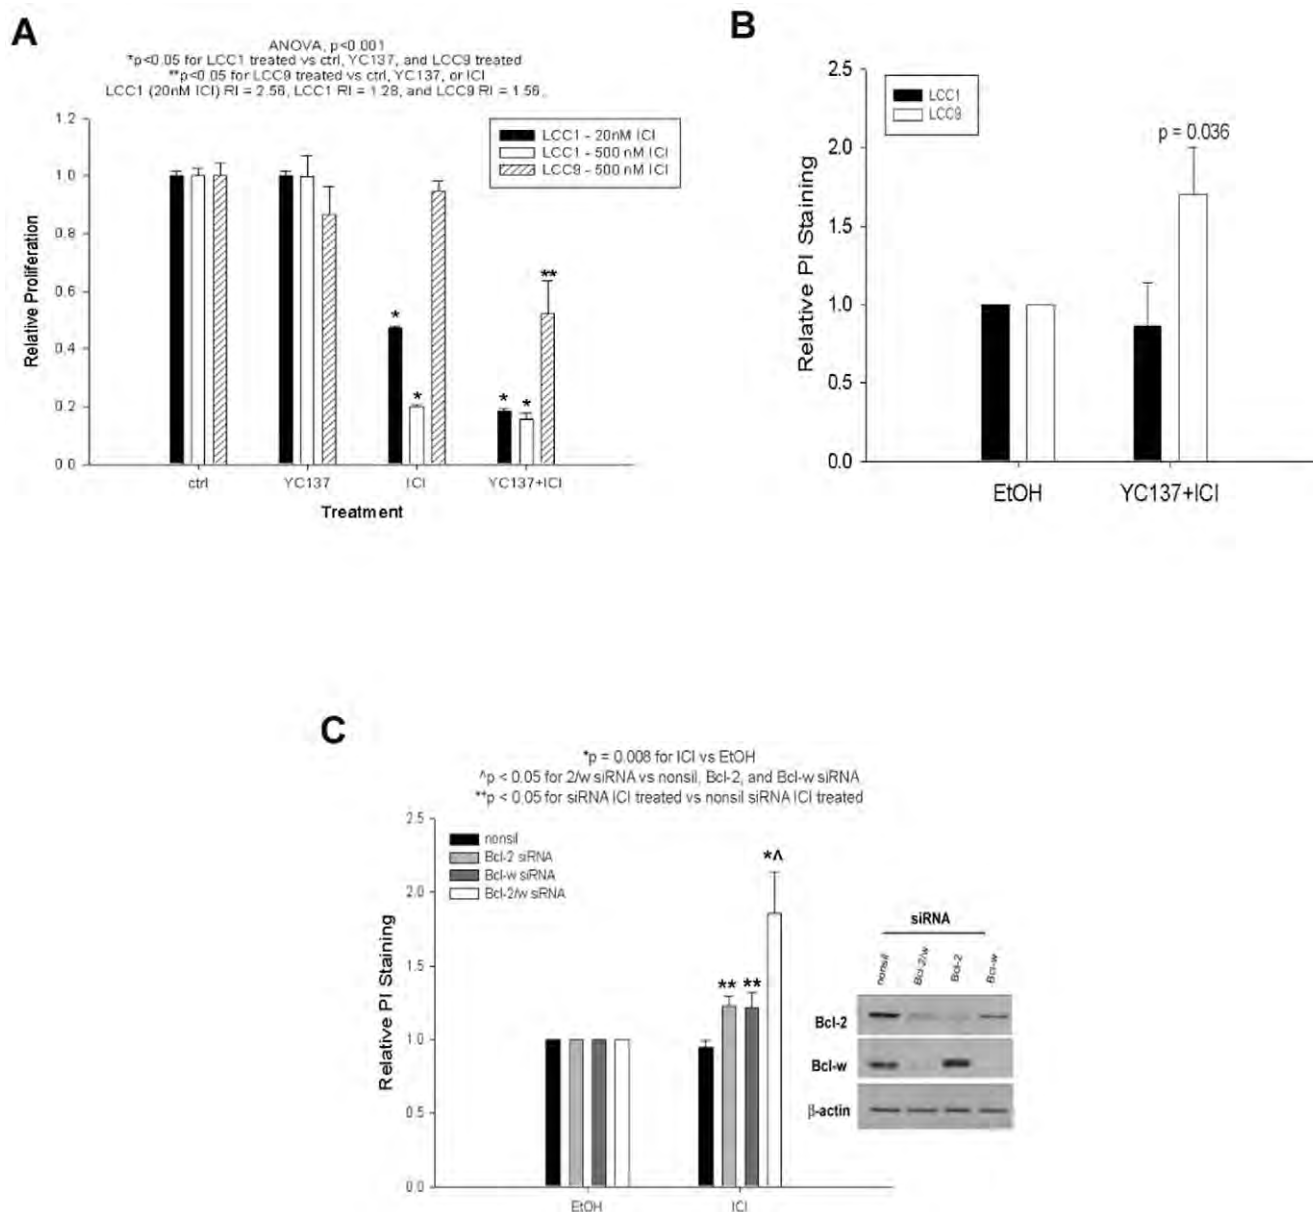 A
ANOVA, p<0.001
*p<0.05 for LCC1 treated vs ctrl, YC137, and LCC9 treated
**p<0.05 for LCC9 treated vs ctrl, YC137, or ICI
LCC1 (20nM ICI) RI = 2.56, LCC1 RI = 1.28, and LCC9 RI = 1.56
1.2
1.0
0.8
0.6
0.4
0.2
0.0
Relative Proliferation
LCC1 - 20nM ICI
LCC1 - 500 nM ICI
LCC9 - 500 nM ICI
*
*
*
*
**
ctrl
YC137
ICI
YC137+ICI
Treatment
B
2.5
2.0
1.5
1.0
0.5
0.0
Relative PI Staining
LCC1
LCC9
p = 0.036
EtOH
YC137+ICI
C
*p = 0.008 for ICI vs EtOH
^p < 0.05 for 2/w siRNA vs nonsil, Bcl-2, and Bcl-w siRNA
**p < 0.05 for siRNA ICI treated vs nonsil siRNA ICI treated
2.5
2.0
1.5
1.0
0.5
0.0
Relative PI Staining
nonsil
Bcl-2 siRNA
Bcl-w siRNA
Bcl-2/w siRNA
**
**
*^
EtOH
ICI
siRNA
nonsil
Bcl-2/w
Bcl-2
Bcl-w
Bcl-2
Bcl-w
β-actin